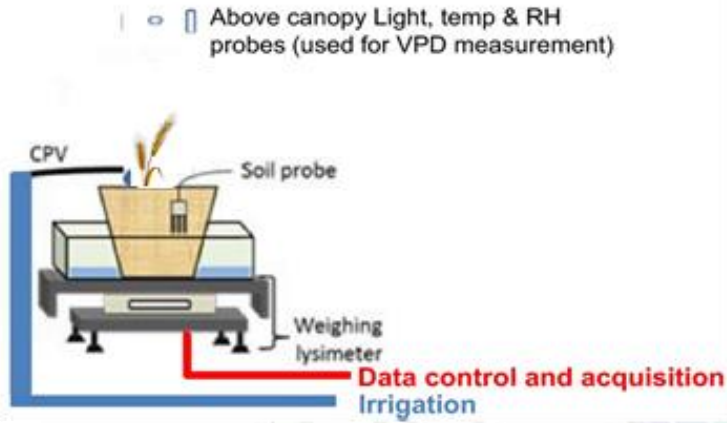 Above canopy Light, temp & RH
probes (used for VPD measurement)
CPV
Soil probe
Weighing
lysimeter
Data control and acquisition
Irrigation